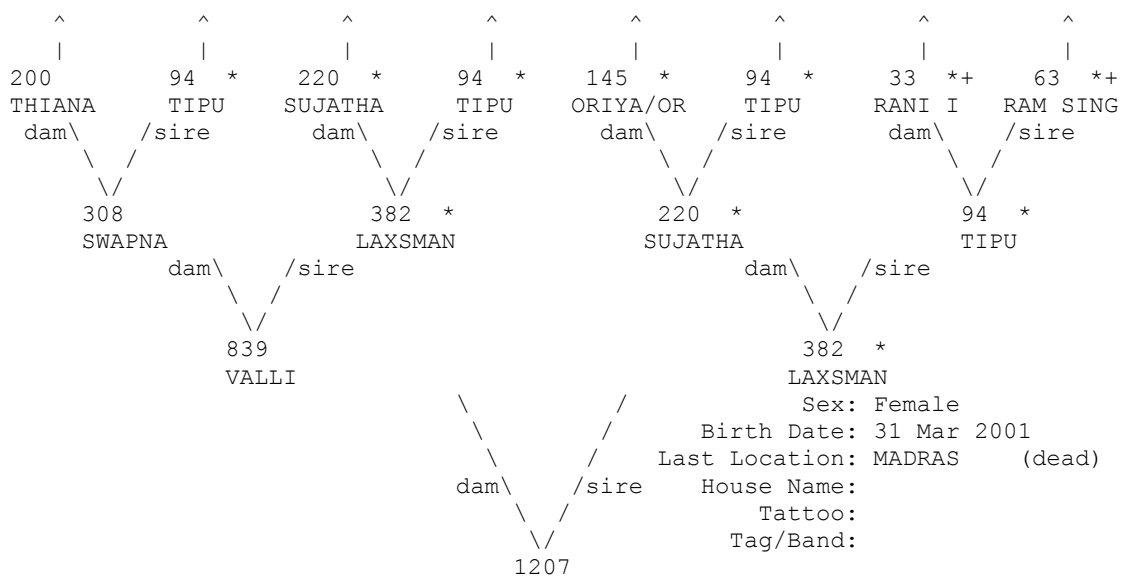 ^ ^ ^ ^ ^ ^ ^ ^
| | | | | | | |
200 94 * 220 * 94 * 145 * 94 * 33 *+ 63 *+
THIANA TIPU SUJATHA TIPU ORIYA/OR TIPU RANI I RAM SING
dam\ /sire dam\ /sire dam\ /sire dam\ /sire
\ / \ / \ / \ /
\/ \/ \/ \/
308 382 * 220 * 94 *
SWAPNA LAXSMAN SUJATHA TIPU
dam\ /sire dam\ /sire
\ / \ /
\/ \/
839 382 *
VALLI LAXSMAN
\ / Sex: Female
\ / Birth Date: 31 Mar 2001
\ / Last Location: MADRAS (dead)
dam\ /sire House Name:
\ / Tattoo:
\/ Tag/Band:
1207